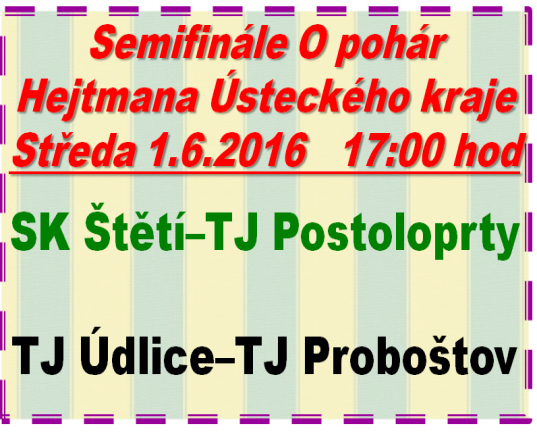 Semifinále O pohár
Hejtmana Ústeckého kraje
Středa 1.6.2016 17:00 hod
SK Štětí–TJ Postoloprty
TJ Údlice–TJ Proboštov